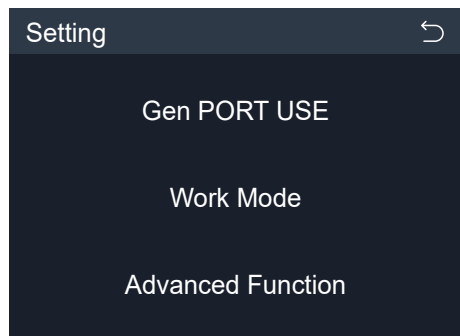 Setting
Gen PORT USE
Work Mode
Advanced Function